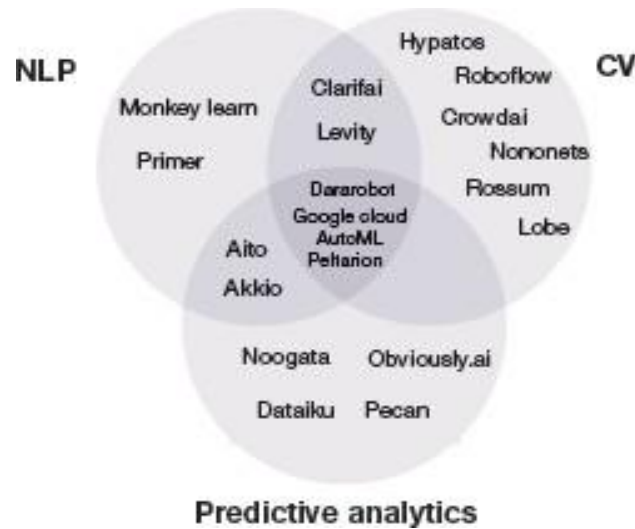 NLP
CV
Hypatos
Roboflow
Clarifai
Monkey learn
Crowdai
Levity
Nononets
Primer
Rossum
Dararobot
Google cloud
AutoML
Peltarion
Lobe
Aito
Akkio
Noogata
Obviously.ai
Dataiku
Pecan
Predictive analytics